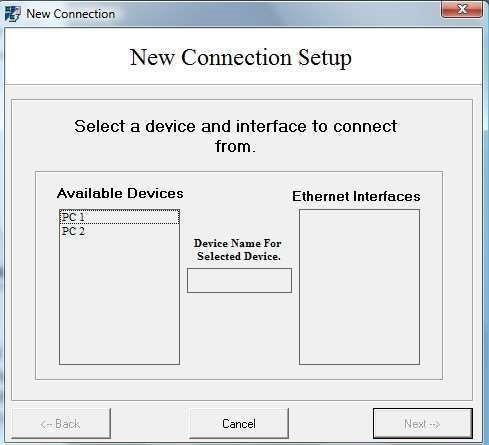 New Connection
New Connection Setup
Select a device and interface to connect
from.
Available Devices
Ethernet Interfaces
PC 1
PC 2
Device Name For
Selected Device.
<-- Back
Cancel
Next -->